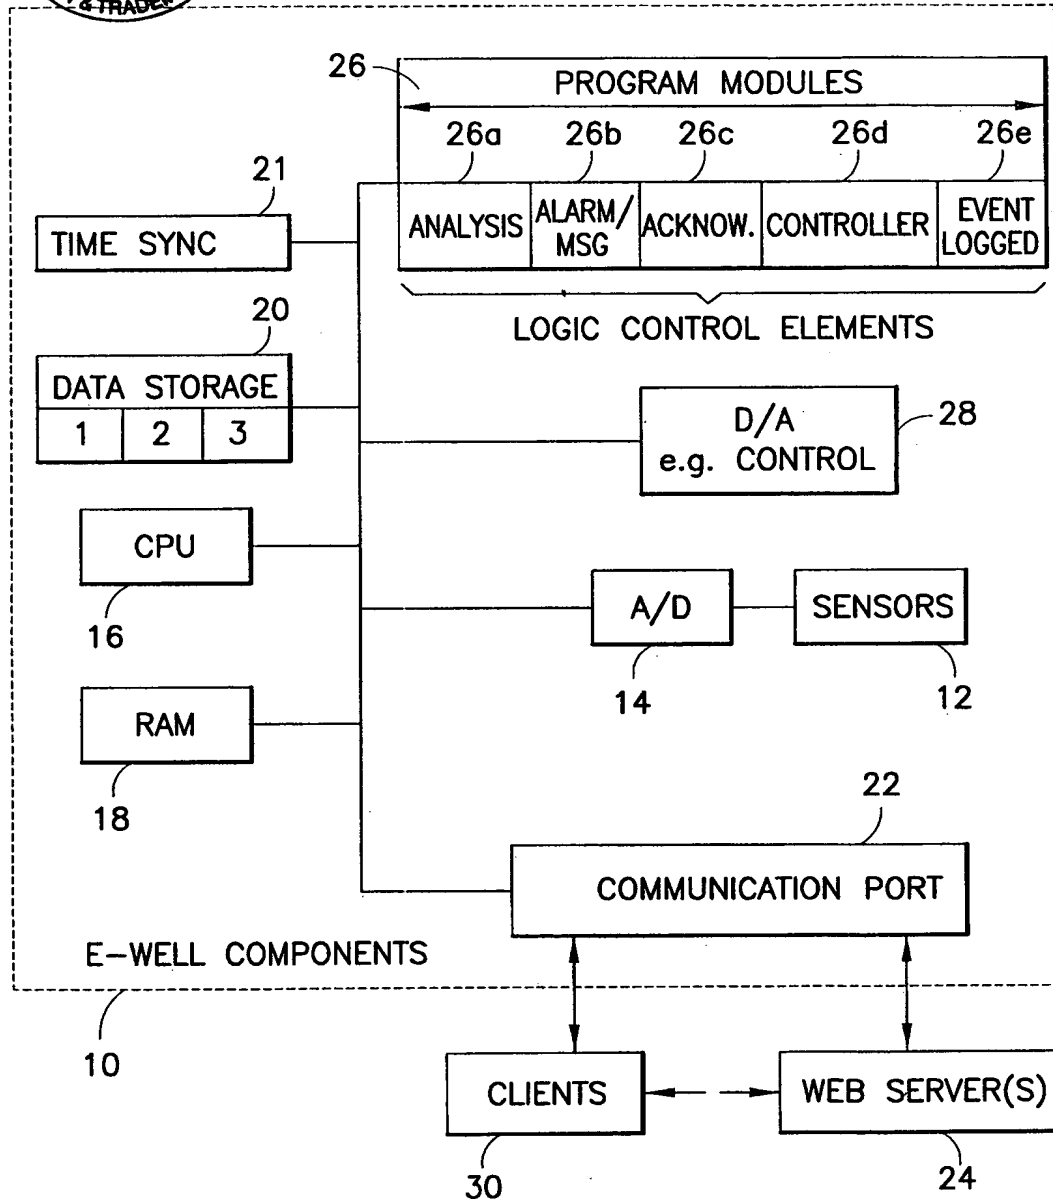 & TRADE
26
PROGRAM MODULES
26a 26b 26c 26d 26e
ANALYSIS
ALARM/
MSG
ACKNOW.
CONTROLLER
EVENT
LOGGED
LOGIC CONTROL ELEMENTS
21
TIME SYNC
20
DATA STORAGE
1 2 3
D/A
e.g. CONTROL
28
CPU
16
A/D
14
SENSORS
12
RAM
18
22
COMMUNICATION PORT
E-WELL COMPONENTS
10
CLIENTS
30
WEB SERVER(S)
24